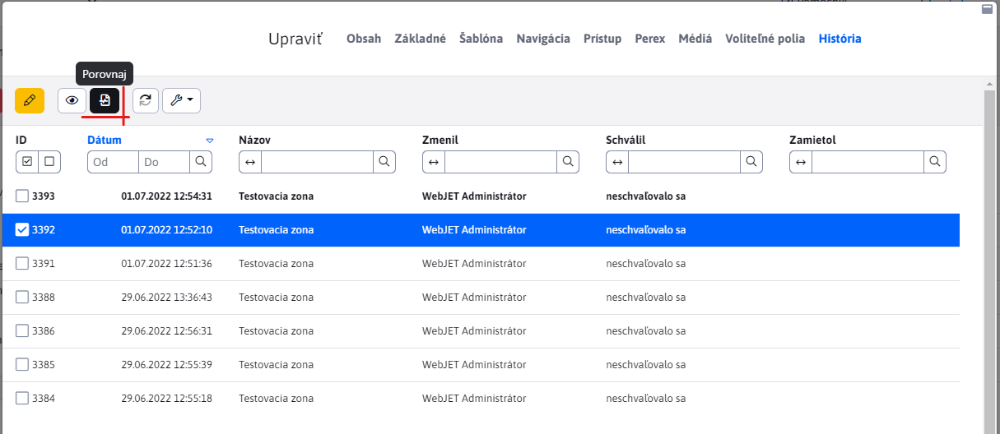 Upraviť Obsah Základné Šablóna Navigácia Prístup Perex Médiá Voliteľné polia História
Porovnaj
ID Dátum Názov Zmenil Schválil Zamietol
Od Do
3393 01.07.2022 12:54:31 Testovacia zona WebJET Administrátor neschvaľovalo sa
3392 01.07.2022 12:52:10 Testovacia zona WebJET Administrátor neschvaľovalo sa
3391 01.07.2022 12:51:36 Testovacia zona WebJET Administrátor neschvaľovalo sa
3388 29.06.2022 13:36:43 Testovacia zona WebJET Administrátor neschvaľovalo sa
3386 29.06.2022 12:56:31 Testovacia zona WebJET Administrátor neschvaľovalo sa
3385 29.06.2022 12:55:39 Testovacia zona WebJET Administrátor neschvaľovalo sa
3384 29.06.2022 12:55:18 Testovacia zona WebJET Administrátor neschvaľovalo sa